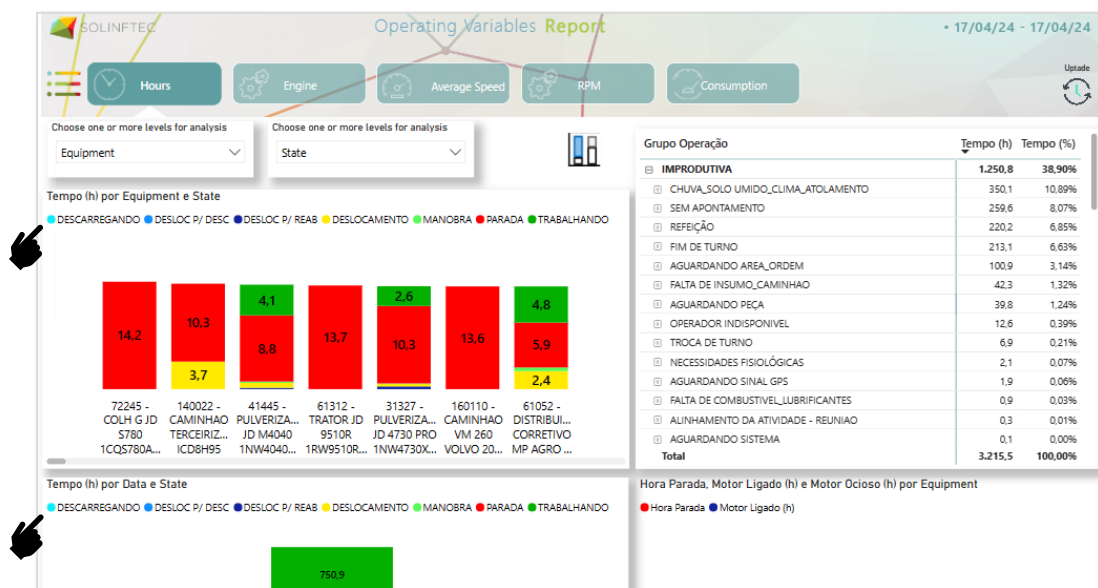 SOLINFTEC
Operating Variables Report
• 17/04/24 - 17/04/24
Hours
Engine
Average Speed
RPM
Consumption
Uptade
Choose one or more levels for analysis
Equipment
Choose one or more levels for analysis
State
Tempo (h) por Equipment e State
DESCARREGANDO DESLOC P/ DESC DESLOC P/ REAB DESLOCAMENTO MANOBRA PARADA TRABALHANDO
14,2
10,3
3,7
4,1
8,8
13,7
2,6
10,3
13,6
4,8
5,9
2,4
72245 -
COLH G JD
S780
1CQS780A...
140022 -
CAMINHAO
TERCEIRIZ...
ICD8H95
41445 -
PULVERIZA...
JD M4040
1NW4040...
61312 -
TRATOR JD
9510R
1RW9510R...
31327 -
PULVERIZA...
JD 4730 PRO
1NW4730X...
160110 -
CAMINHAO
VM 260
VOLVO 20...
61052 -
DISTRIBUI...
CORRETIVO
MP AGRO ...
Grupo Operação Tempo (h) Tempo (%)
IMPRODUTIVA 1.250,8 38,90%
CHUVA_SOLO UMIDO_CLIMA_ATOLAMENTO 350,1 10,89%
SEM APONTAMENTO 259,6 8,07%
REFEIÇÃO 220,2 6,85%
FIM DE TURNO 213,1 6,63%
AGUARDANDO AREA_ORDEM 100,9 3,14%
FALTA DE INSUMO_CAMINHAO 42,3 1,32%
AGUARDANDO PEÇA 39,8 1,24%
OPERADOR INDISPONIVEL 12,6 0,39%
TROCA DE TURNO 6,9 0,21%
NECESSIDADES FISIOLÓGICAS 2,1 0,07%
AGUARDANDO SINAL GPS 1,9 0,06%
FALTA DE COMBUSTIVEL_LUBRIFICANTES 0,9 0,03%
ALINHAMENTO DA ATIVIDADE - REUNIAO 0,3 0,01%
AGUARDANDO SISTEMA 0,1 0,00%
Total 3.215,5 100,00%
Tempo (h) por Data e State
DESCARREGANDO DESLOC P/ DESC DESLOC P/ REAB DESLOCAMENTO MANOBRA PARADA TRABALHANDO
750,9
Hora Parada, Motor Ligado (h) e Motor Ocioso (h) por Equipment
Hora Parada Motor Ligado (h)